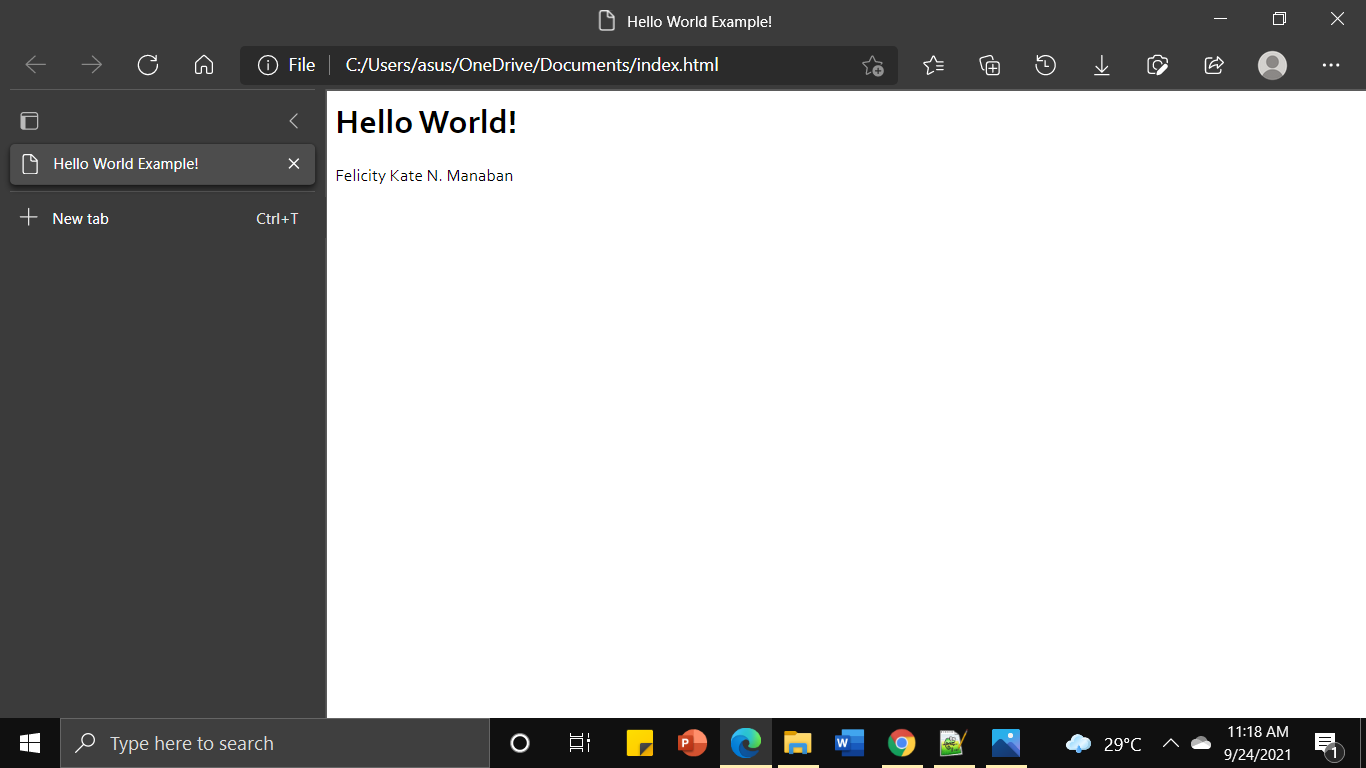 Hello World Example!
File C:/Users/asus/OneDrive/Documents/index.html
Hello World Example!
New tab Ctrl+T
Hello World!
Felicity Kate N. Manaban
Type here to search
P
W
29°C
11:18 AM
9/24/2021
1